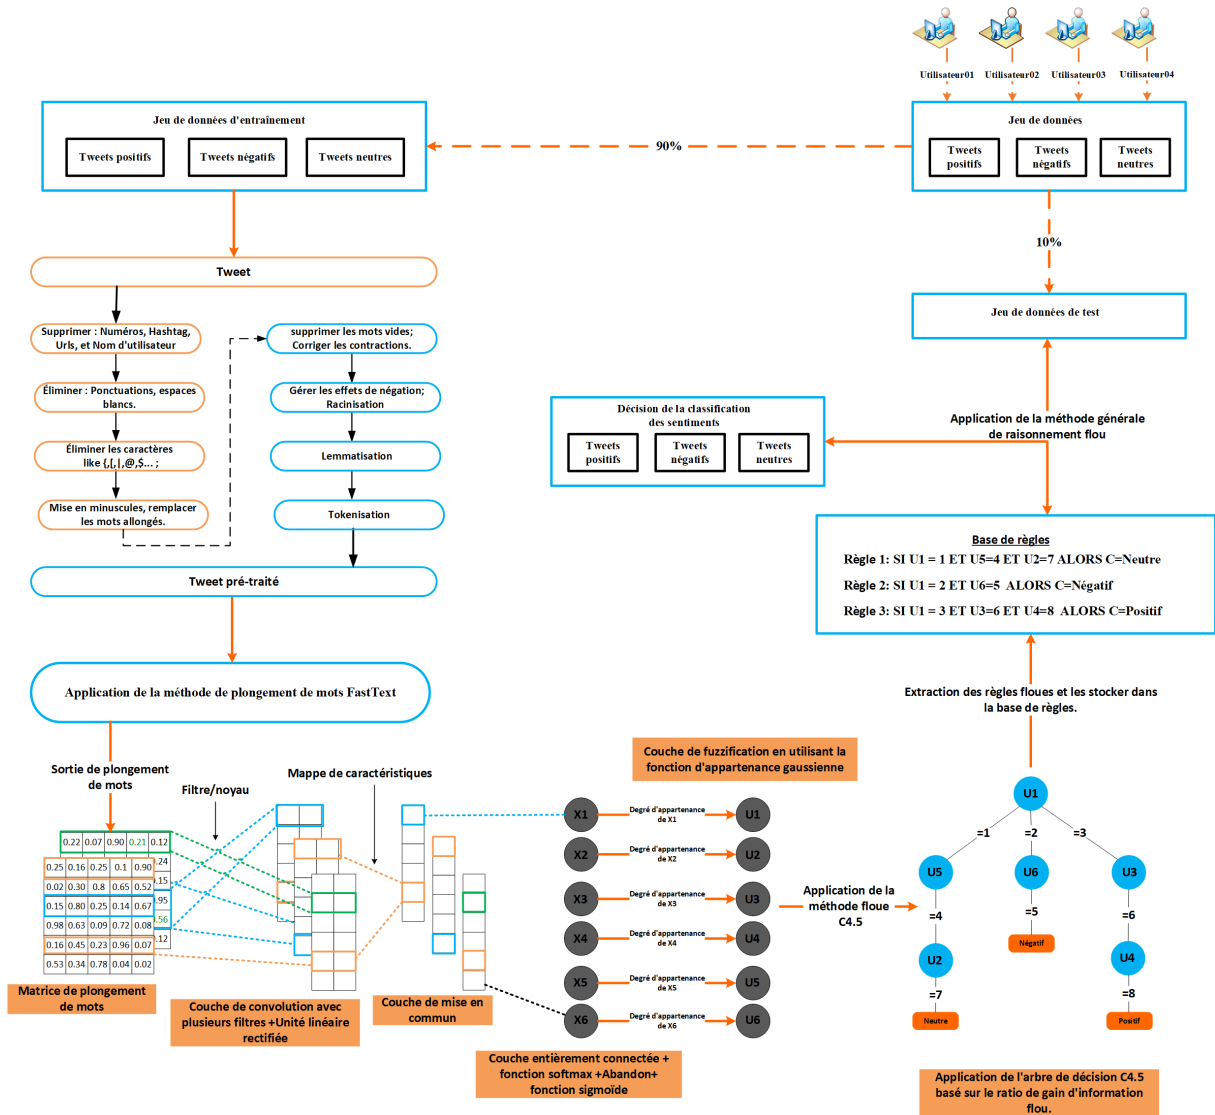 Utilisateur01
Utilisateur02
Utilisateur03
Utilisateur04
Jeu de données d'entraînement
Tweets positifs
Tweets négatifs
Tweets neutres
90%
Jeu de données
Tweets
positifs
Tweets
négatifs
Tweets
neutres
10%
Tweet
Jeu de données de test
Supprimer : Numéros, Hashtag,
Urls, et Nom d'utilisateur
Éliminer : Ponctuations, espaces
blancs.
Éliminer les caractères
like {,[,|,@,$... ;
Mise en minuscules, remplacer
les mots allongés.
supprimer les mots vides;
Corriger les contractions.
Gérer les effets de négation;
Racinisation
Lemmatisation
Tokenisation
Tweet pré-traité
Décision de la classification
des sentiments
Tweets
positifs
Tweets
négatifs
Tweets
neutres
Application de la méthode générale
de raisonnement flou
Base de règles
Règle 1: SI U1 = 1 ET U5=4 ET U2=7 ALORS C=Neutre
Règle 2: SI U1 = 2 ET U6=5 ALORS C=Négatif
Règle 3: SI U1 = 3 ET U3=6 ET U4=8 ALORS C=Positif
Application de la méthode de plongement de mots FastText
Extraction des règles floues et les stocker dans
la base de règles.
Sortie de plongement
de mots
Filtre/noyau
Mappe de caractéristiques
Couche de fuzzification en utilisant la
fonction d'appartenance gaussienne
0.22 0.07 0.90 0.21 0.12
0.24
0.15
0.95
0.56
0.12
0.25 0.16 0.25 0.1 0.90
0.02 0.30 0.8 0.65 0.52
0.15 0.80 0.25 0.14 0.67
0.98 0.63 0.09 0.72 0.08
0.16 0.45 0.23 0.96 0.07
0.53 0.34 0.78 0.04 0.02
Matrice de plongement
de mots
Couche de convolution avec
plusieurs filtres +Unité linéaire
rectifiée
Couche de mise en
commun
X1
Degré d'appartenance
de X1
U1
X2
Degré d'appartenance
de X2
U2
X3
Degré d'appartenance
de X3
U3
X4
Degré d'appartenance
de X4
U4
X5
Degré d'appartenance
de X5
U5
X6
Degré d'appartenance
de X6
U6
Couche entièrement connectée +
fonction softmax +Abandon+
fonction sigmoïde
Application de la
méthode floue
C4.5
U1
=1
=2
=3
U5
U6
U3
=4
=5
=6
Négatif
U2
U4
=7
=8
Neutre
Positif
Application de l'arbre de décision C4.5
basé sur le ratio de gain d'information
flou.